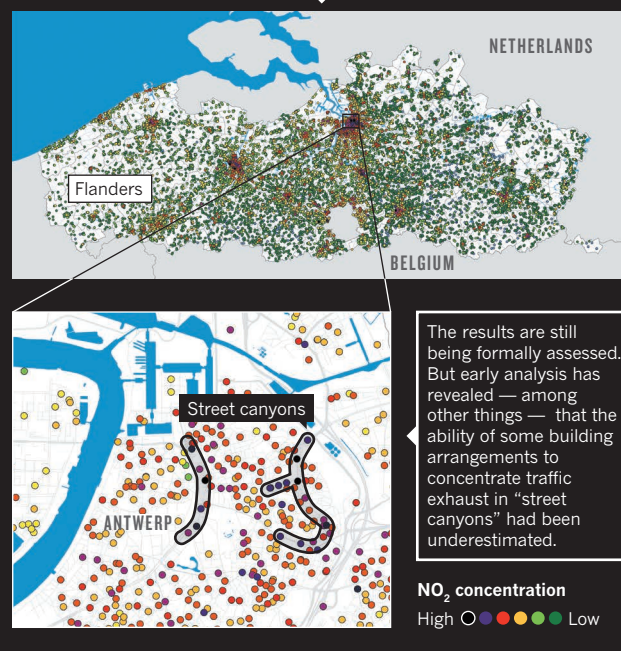 NETHERLANDS
Flanders
BELGIUM
Street canyons
ANTWERP
The results are still
being formally assessed.
But early analysis has
revealed — among
other things — that the
ability of some building
arrangements to
concentrate traffic
exhaust in “street
canyons” had been
underestimated.
NO₂ concentration
High Low